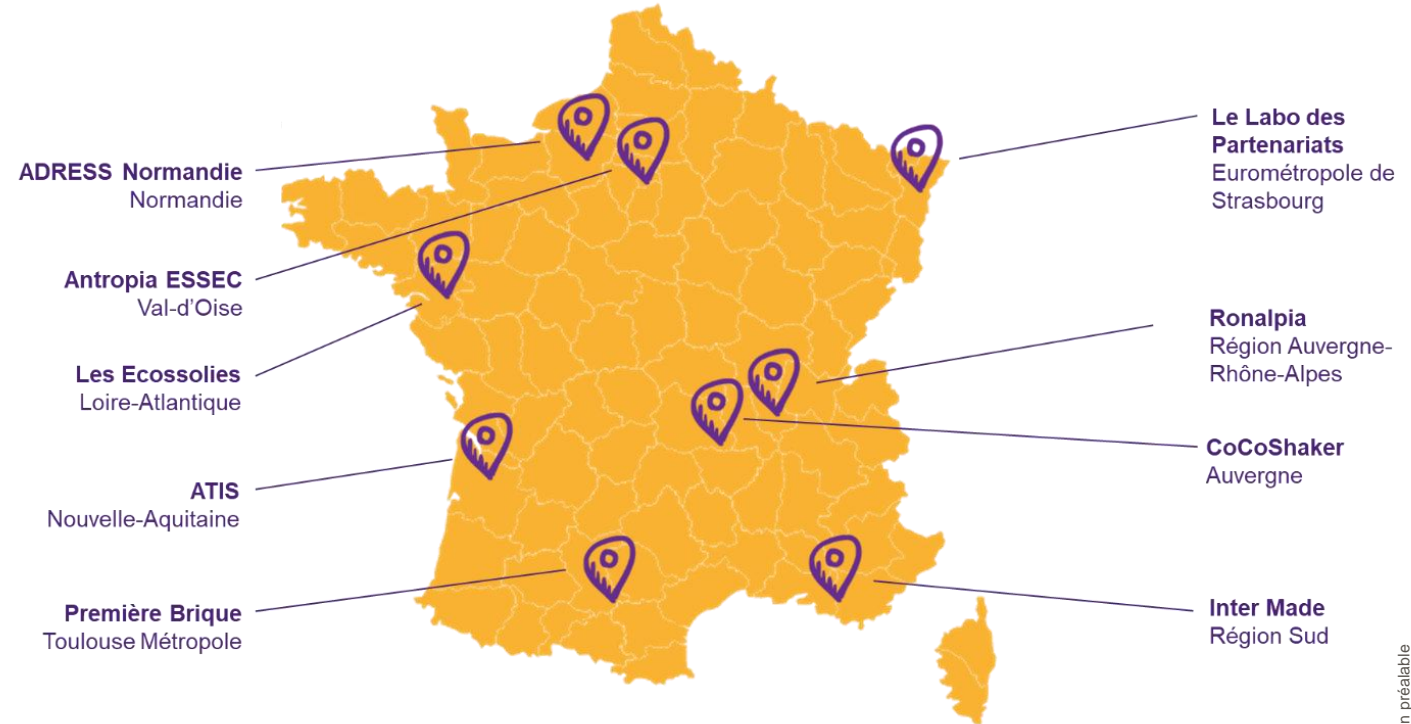 ADRESS Normandie
Normandie
Antropia ESSEC
Val-d'Oise
Les Ecossolies
Loire-Atlantique
ATIS
Nouvelle-Aquitaine
Première Brique
Toulouse Métropole
Le Labo des
Partenariats
Eurométropole de
Strasbourg
Ronalpia
Région Auvergne-
Rhône-Alpes
CoCoShaker
Auvergne
Inter Made
Région Sud
préalable